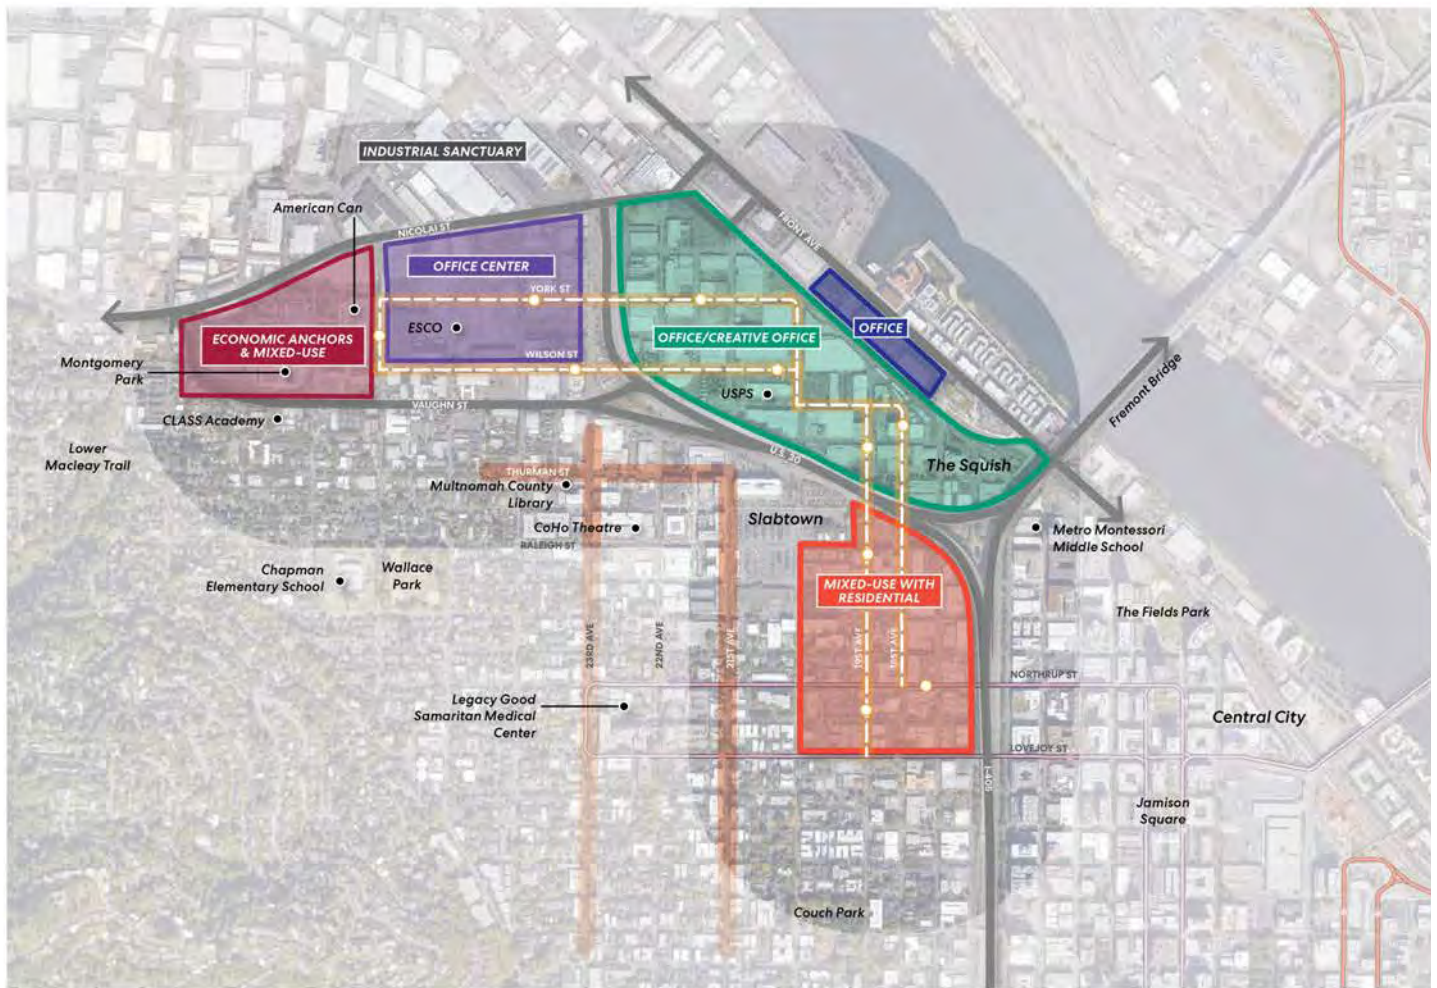 INDUSTRIAL SANCTUARY
American Can
NICOLAI ST
FRONT AVE
OFFICE CENTER
YORK ST
ESCO
ECONOMIC ANCHORS
& MIXED-USE
OFFICE/CREATIVE OFFICE
OFFICE
WILSON ST
Montgomery
Park
USPS
VAUGHN ST
CLASS Academy
Fremont Bridge
Lower
Macleay Trail
U.S. 30
The Squish
THURMAN ST
Multnomah County
Library
Slabtown
CoHo Theatre
RALEIGH ST
Metro Montessori
Middle School
Chapman
Elementary School
Wallace
Park
MIXED-USE WITH
RESIDENTIAL
The Fields Park
23RD AVE
22ND AVE
21ST AVE
19ST AVE
18ST AVE
NORTHRUP ST
Legacy Good
Samaritan Medical
Center
Central City
LOVEJOY ST
I-405
Jamison
Square
Couch Park